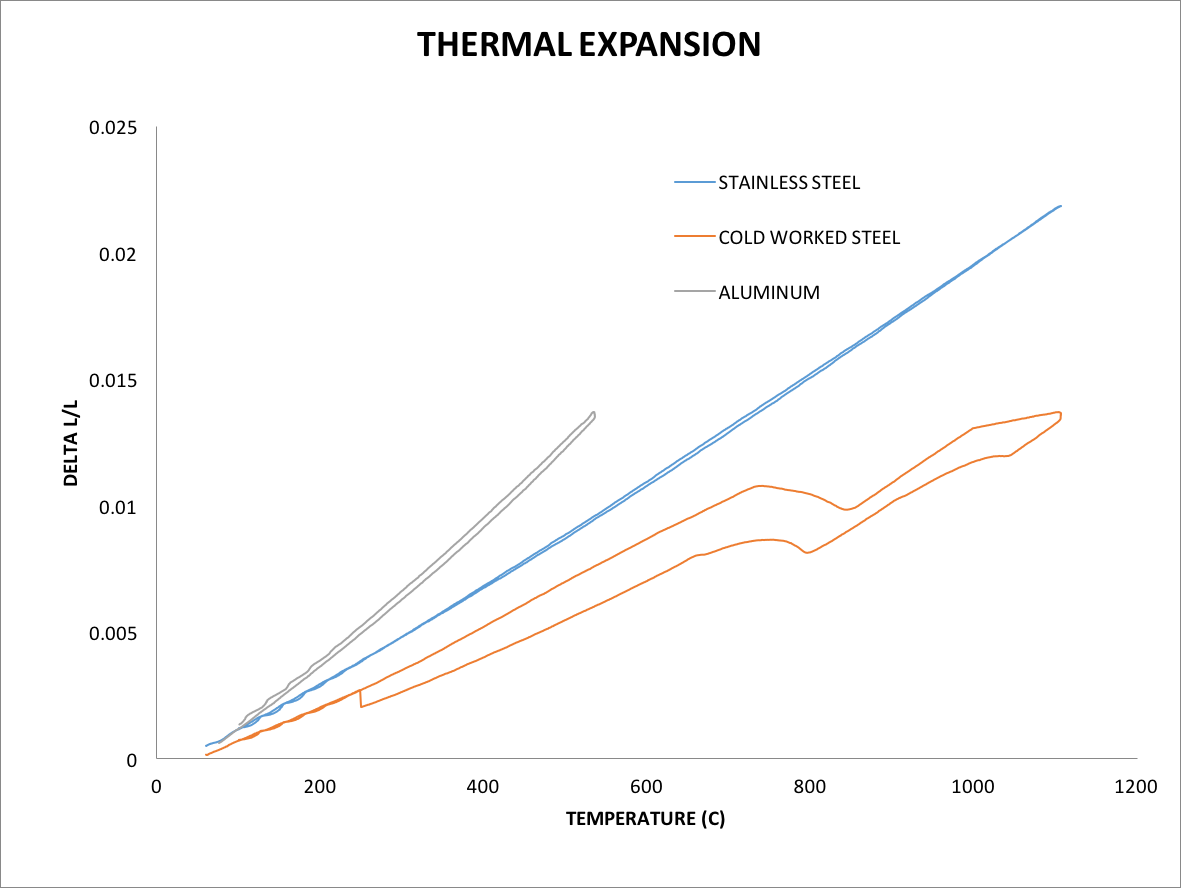 THERMAL EXPANSION
0.025
0.02
0.015
0.01
0.005
0
DELTA L/L
STAINLESS STEEL
COLD WORKED STEEL
ALUMINUM
0 200 400 600 800 1000 1200
TEMPERATURE (C)